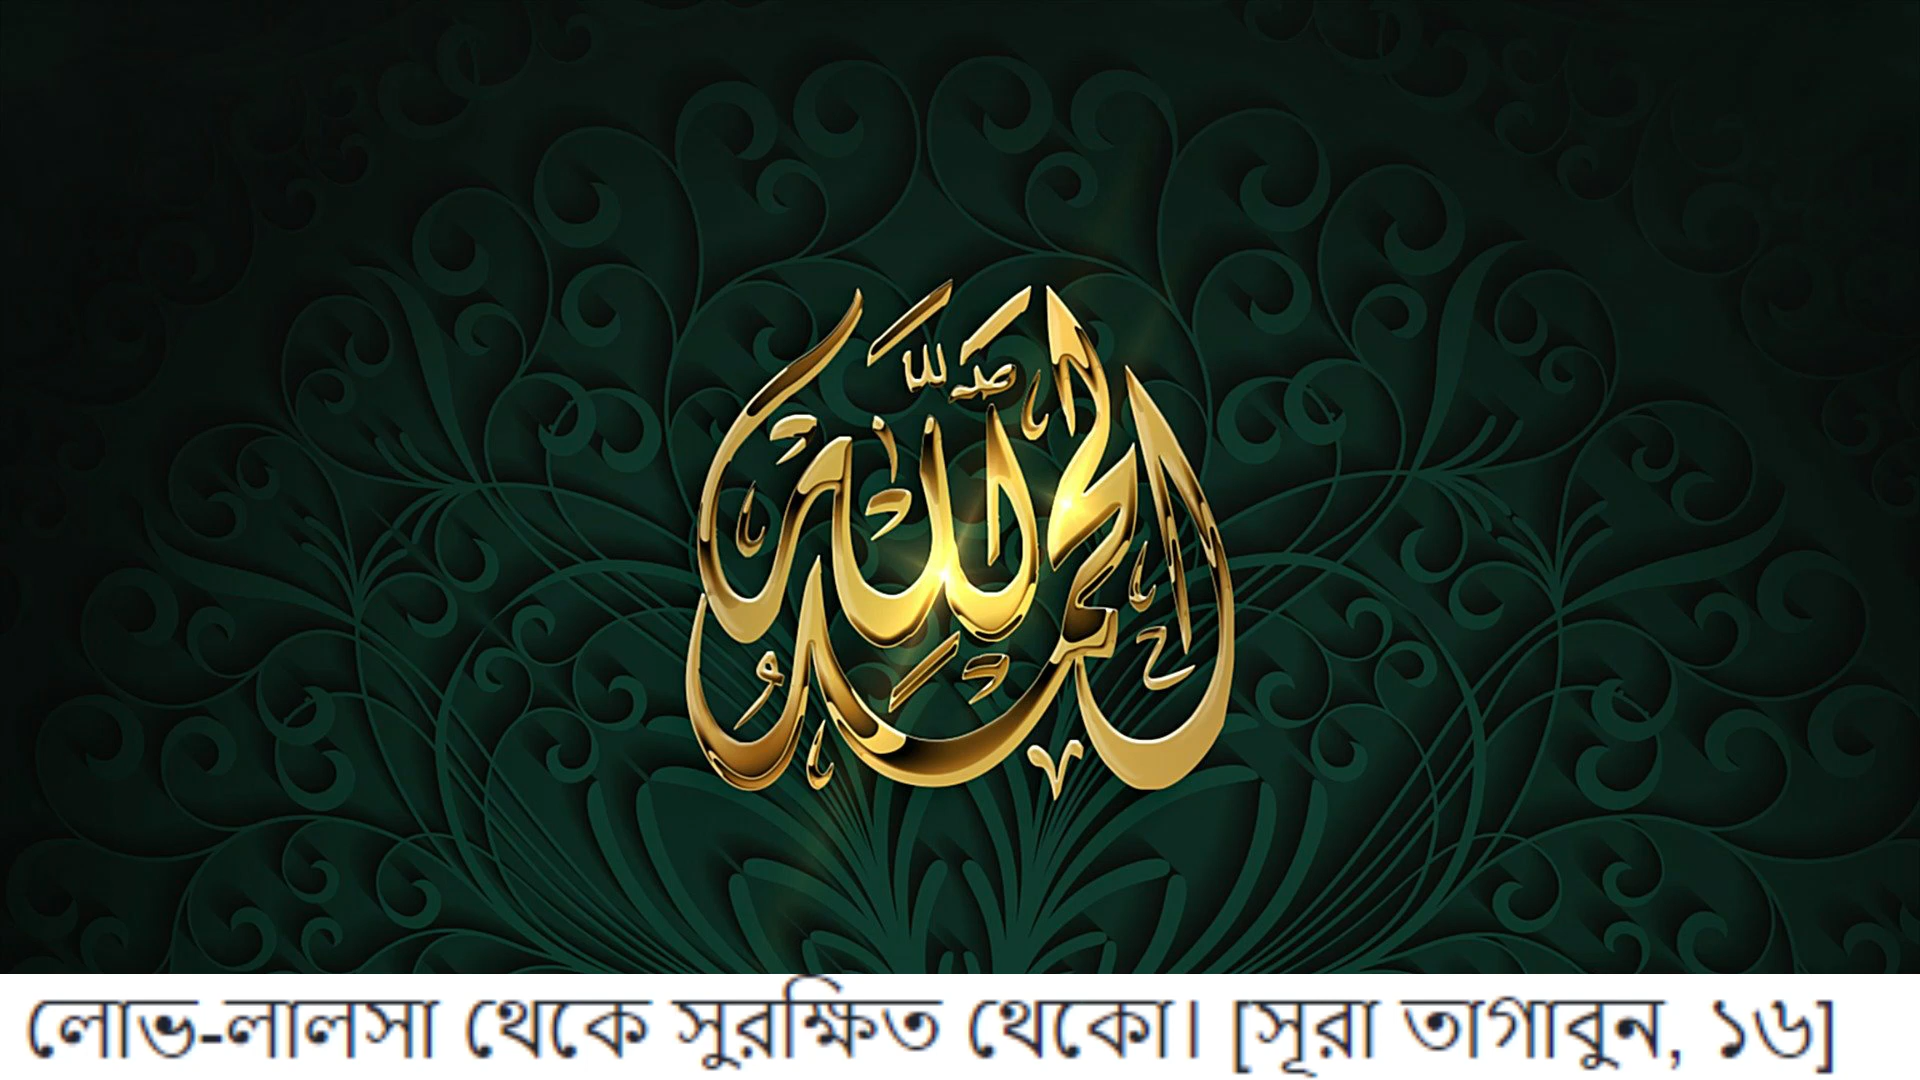 الحمد لله
লোভ-লালসা থেকে সুরক্ষিত থেকো। [সূরা তাগাবুন, ১৬]